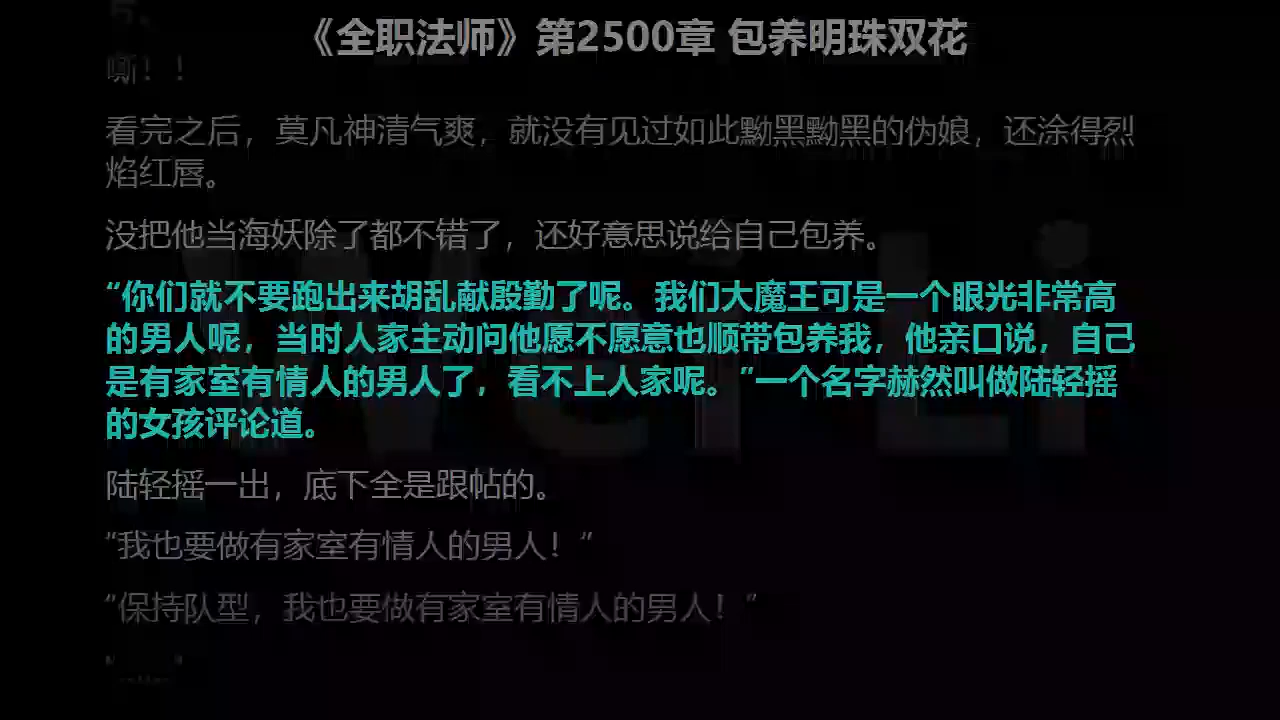 《全职法师》第2500章 包养明珠双花
嘶！！
看完之后，莫凡神清气爽，就没有见过如此黝黑黝黑的伪娘，还涂得烈
焰红唇。
没把他当海妖除了都不错了，还好意思说给自己包养。
“你们就不要跑出来胡乱献殷勤了呢。我们大魔王可是一个眼光非常高
的男人呢，当时人家主动问他愿不愿意也顺带包养我，他亲口说，自己
是有家室有情人的男人了，看不上人家呢。”一个名字赫然叫做陆轻摇
的女孩评论道。
陆轻摇一出，底下全是跟帖的。
“我也要做有家室有情人的男人！”
“保持队型，我也要做有家室有情人的男人！”
Wei Li